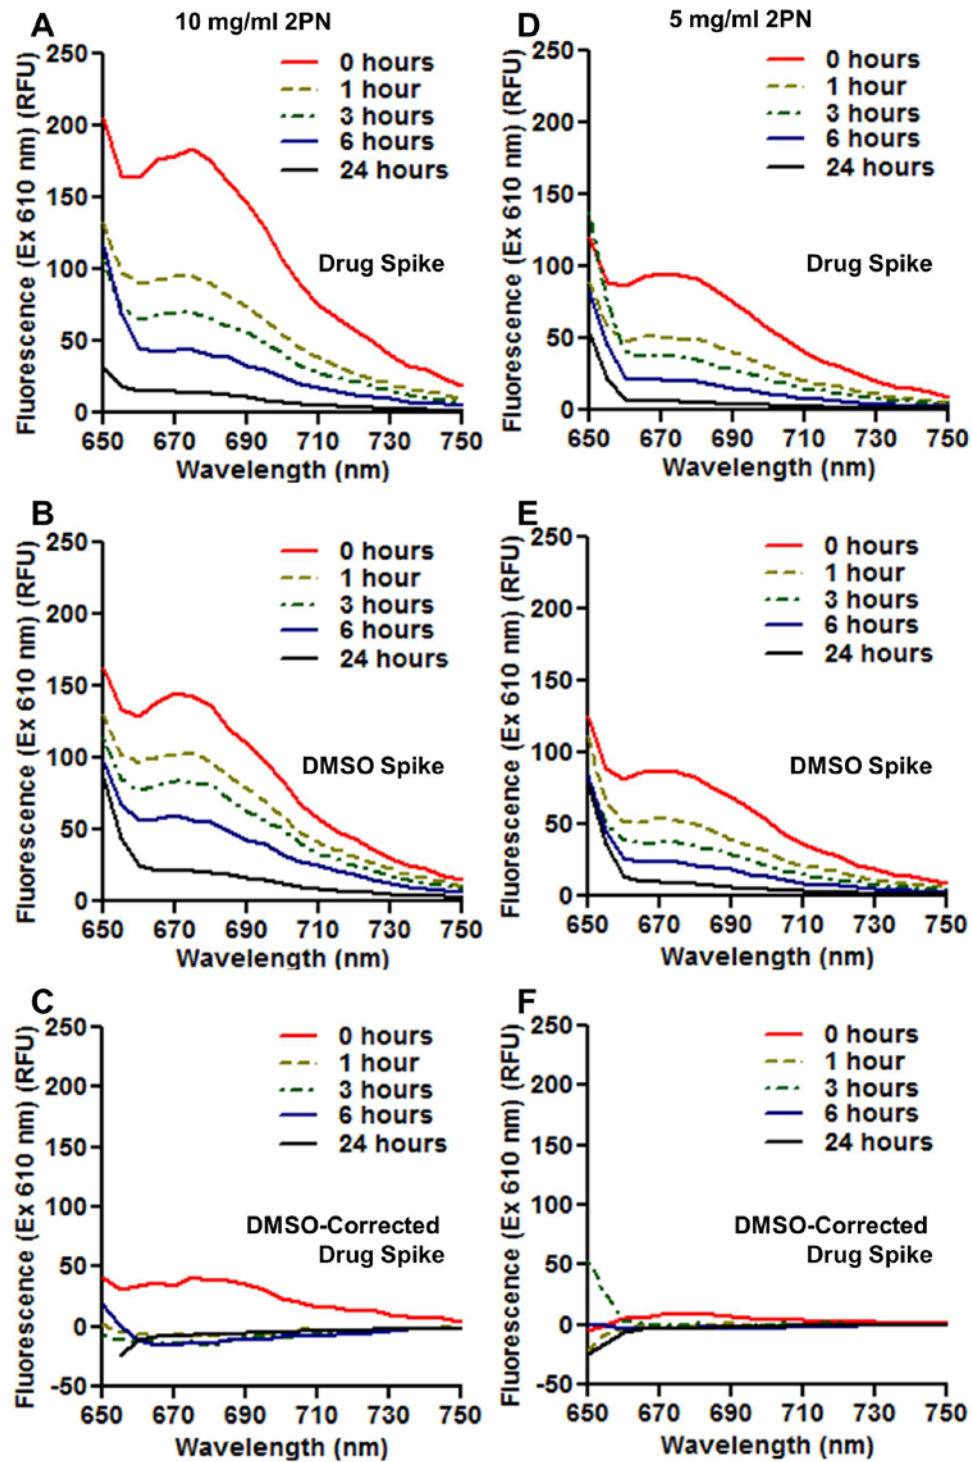 A
10 mg/ml 2PN
Fluorescence (Ex 610 nm) (RFU)
250
200
150
100
50
0
0 hours
1 hour
3 hours
6 hours
24 hours
Drug Spike
650 670 690 710 730 750
Wavelength (nm)
D
5 mg/ml 2PN
Fluorescence (Ex 610 nm) (RFU)
250
200
150
100
50
0
0 hours
1 hour
3 hours
6 hours
24 hours
Drug Spike
650 670 690 710 730 750
Wavelength (nm)
B
Fluorescence (Ex 610 nm) (RFU)
250
200
150
100
50
0
0 hours
1 hour
3 hours
6 hours
24 hours
DMSO Spike
650 670 690 710 730 750
Wavelength (nm)
E
Fluorescence (Ex 610 nm) (RFU)
250
200
150
100
50
0
0 hours
1 hour
3 hours
6 hours
24 hours
DMSO Spike
650 670 690 710 730 750
Wavelength (nm)
C
Fluorescence (Ex 610 nm) (RFU)
250
200
150
100
50
0
-50
0 hours
1 hour
3 hours
6 hours
24 hours
DMSO-Corrected
Drug Spike
650 670 690 710 730 750
Wavelength (nm)
F
Fluorescence (Ex 610 nm) (RFU)
250
200
150
100
50
0
-50
0 hours
1 hour
3 hours
6 hours
24 hours
DMSO-Corrected
Drug Spike
650 670 690 710 730 750
Wavelength (nm)